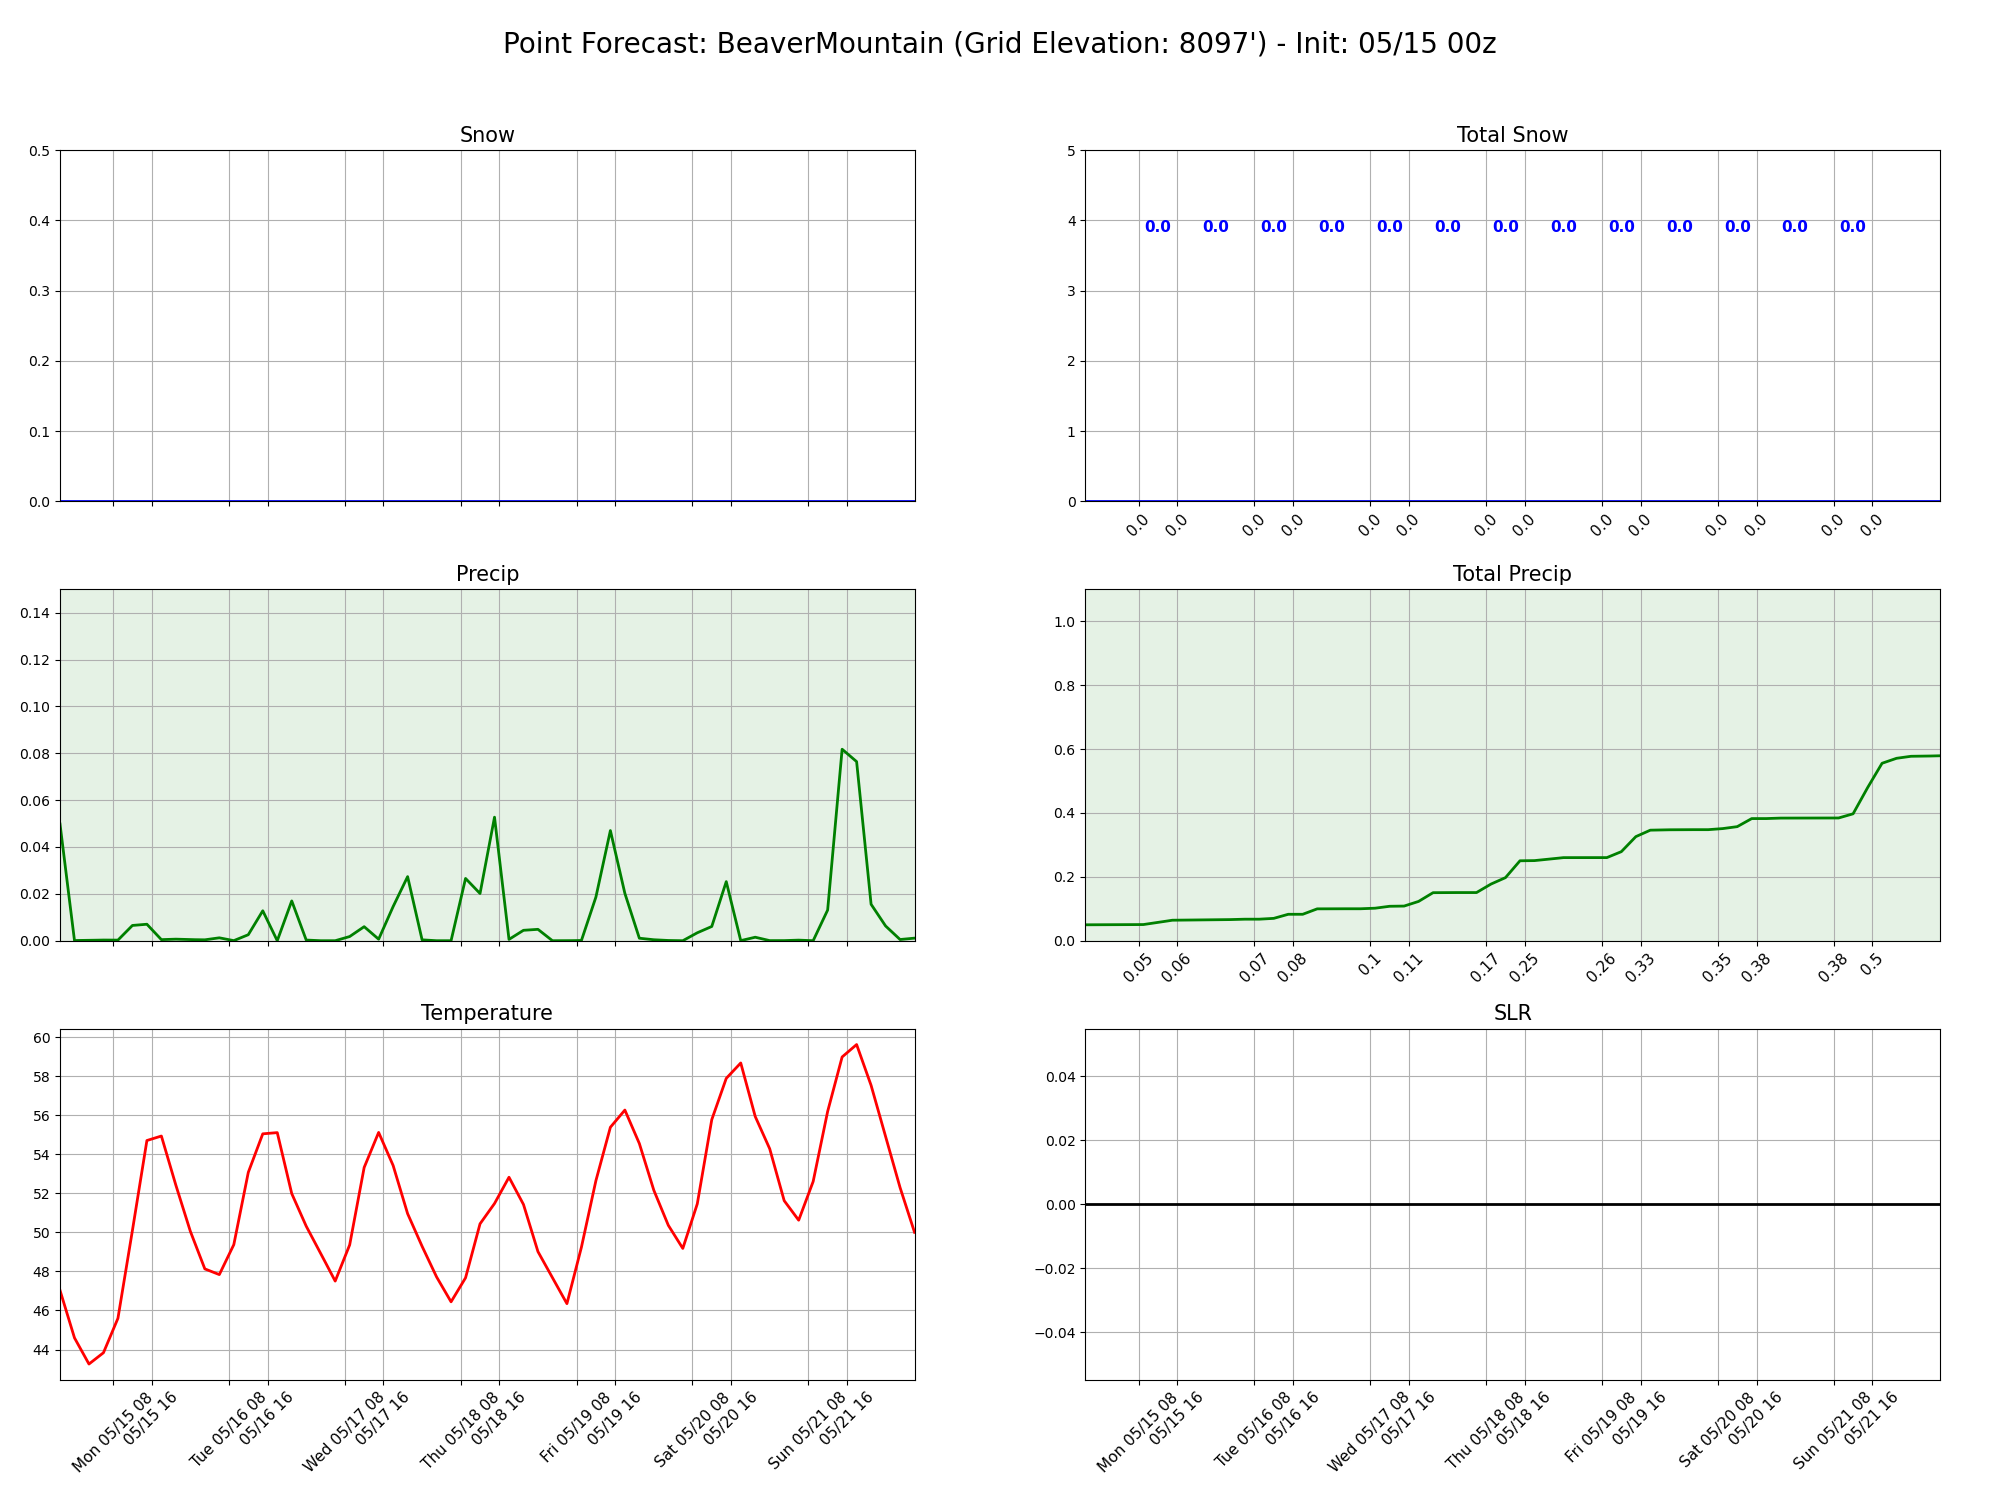 Point Forecast: BeaverMountain (Grid Elevation: 8097') - Init: 05/15 00z
Snow
0.5
0.4
0.3
0.2
0.1
0.0
Total Snow
5
4
3
2
1
0
0.0 0.0 0.0 0.0 0.0 0.0 0.0 0.0 0.0 0.0 0.0 0.0 0.0
0.0 0.0 0.0 0.0 0.0 0.0 0.0 0.0 0.0 0.0 0.0 0.0 0.0 0.0
Precip
0.14
0.12
0.10
0.08
0.06
0.04
0.02
0.00
Total Precip
1.0
0.8
0.6
0.4
0.2
0.0
0.05 0.06 0.07 0.08 0.1 0.11 0.17 0.25 0.26 0.33 0.35 0.38 0.38 0.5
Temperature
60
58
56
54
52
50
48
46
44
Mon 05/15 08
05/15 16
Tue 05/16 08
05/16 16
Wed 05/17 08
05/17 16
Thu 05/18 08
05/18 16
Fri 05/19 08
05/19 16
Sat 05/20 08
05/20 16
Sun 05/21 08
05/21 16
SLR
0.04
0.02
0.00
−0.02
−0.04
Mon 05/15 08
05/15 16
Tue 05/16 08
05/16 16
Wed 05/17 08
05/17 16
Thu 05/18 08
05/18 16
Fri 05/19 08
05/19 16
Sat 05/20 08
05/20 16
Sun 05/21 08
05/21 16